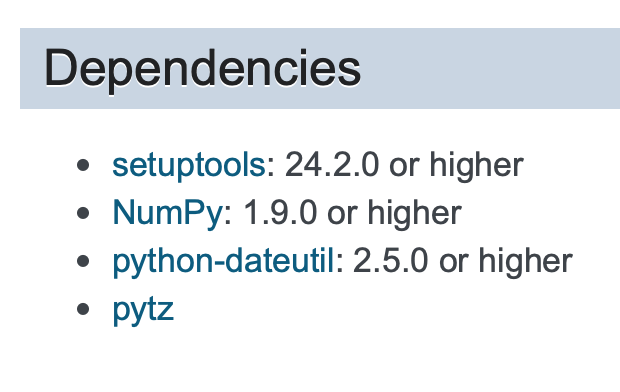 Dependencies
• setuptools: 24.2.0 or higher
• NumPy: 1.9.0 or higher
• python-dateutil: 2.5.0 or higher
• pytz